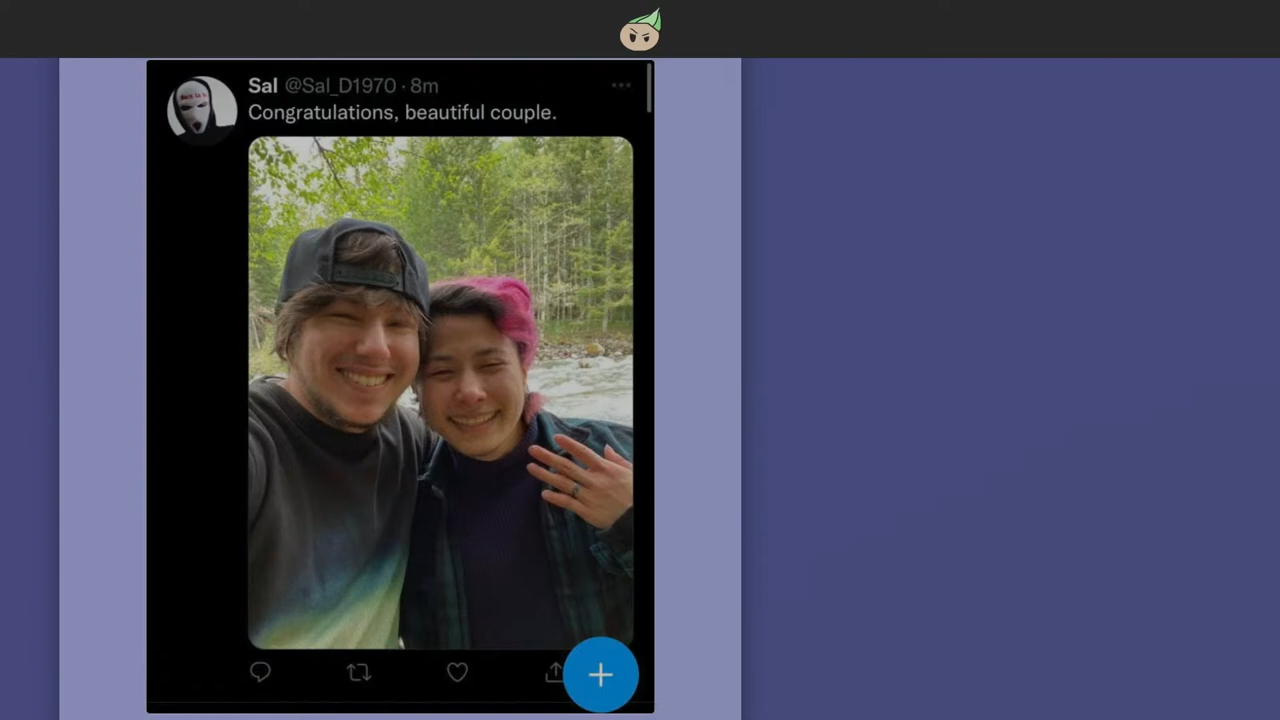 Sal @Sal_D1970 · 8m
Congratulations, beautiful couple.